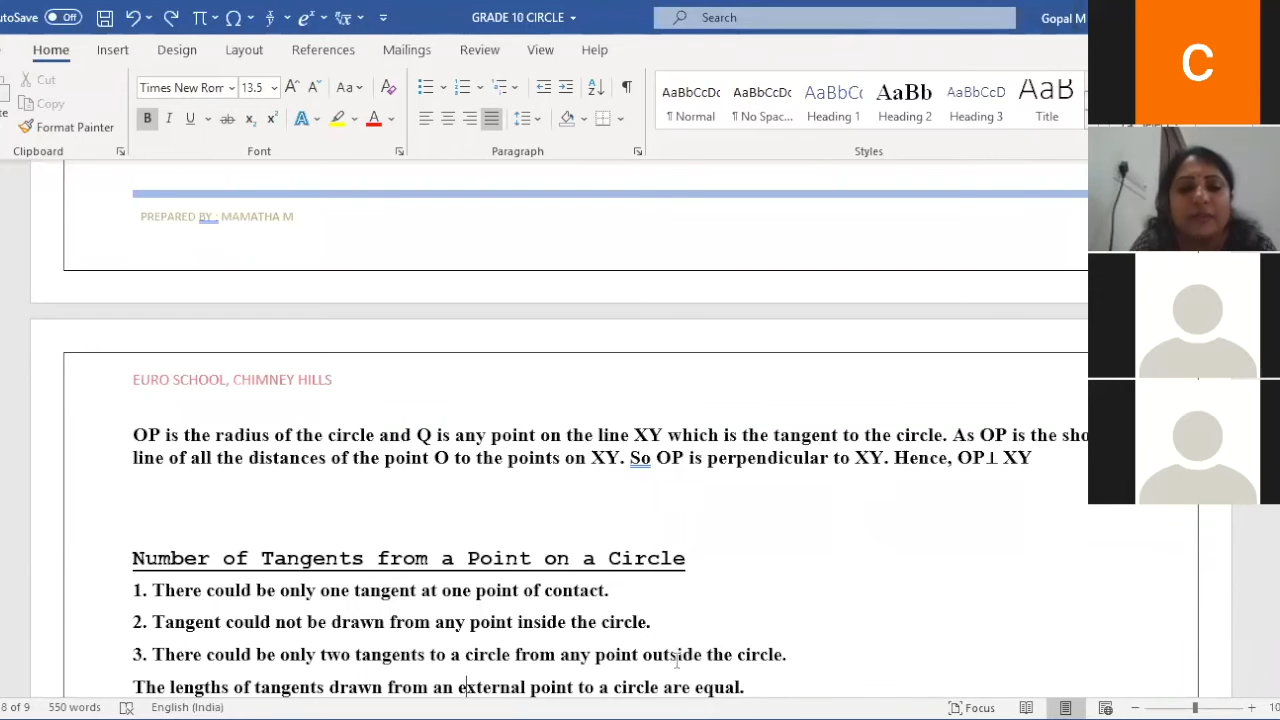 AutoSave Off GRADE 10 CIRCLE Search Gopal M
Home Insert Design Layout References Mailings Review View Help
Cut
Copy
Format Painter
Clipboard
Times New Rom 13.5
Font
Paragraph
AaBbCcDc AaBbCcDc AaBbCc AaBb AaBbCcD AaB
¶ Normal ¶ No Spac... Heading 1 Heading 2 Heading 3 Title
Styles
C
PREPARED BY : MAMATHA M
EURO SCHOOL, CHIMNEY HILLS
OP is the radius of the circle and Q is any point on the line XY which is the tangent to the circle. As OP is the sho
line of all the distances of the point O to the points on XY. So OP is perpendicular to XY. Hence, OP⊥ XY
Number of Tangents from a Point on a Circle
1. There could be only one tangent at one point of contact.
2. Tangent could not be drawn from any point inside the circle.
3. There could be only two tangents to a circle from any point outside the circle.
The lengths of tangents drawn from an external point to a circle are equal.
8 of 9 550 words English (India) Focus 10